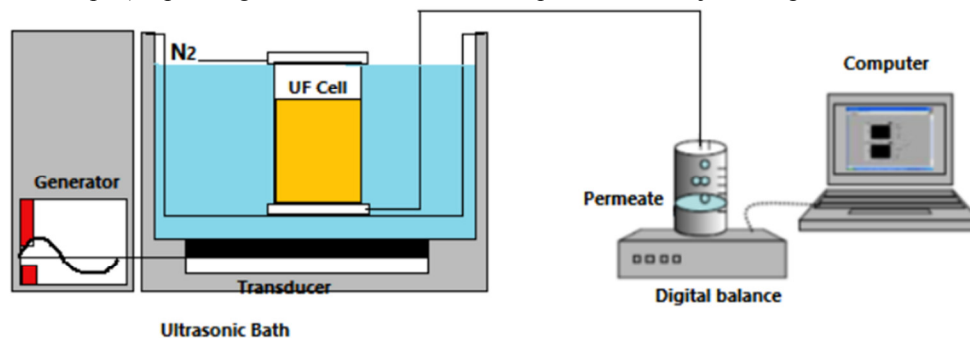 N2
UF Cell
Computer
Generator
Permeate
Transducer
Digital balance
Ultrasonic Bath